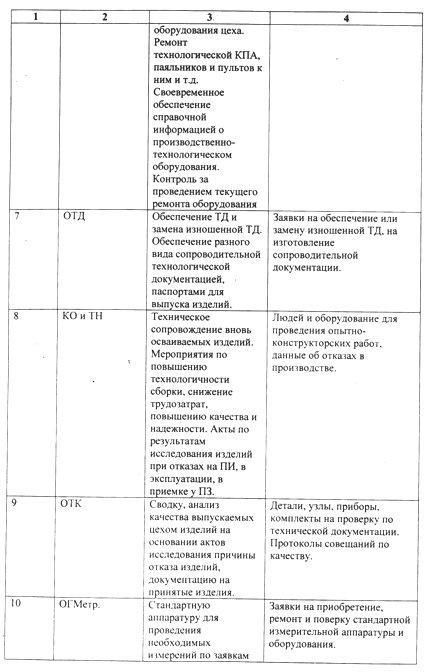 1 2 3 4
оборудования цеха.
Ремонт
технологической КПА,
паяльников и пультов к
ним и т.д.
Своевременное
обеспечение
справочной
информацией о
производственно-
технологическом
оборудования.
Контроль за
проведением текущего
ремонта оборудования
7 ОТД Обеспечение ТД и Заявки на обеспечение или
замена изношенной ТД. замену изношенной ТД, на
Обеспечение разного изготовление
вида сопроводительной сопроводительной
технологической документации.
документацией,
паспортами для
выпуска изделий.
8 КО и ТН Техническое Людей и оборудование для
сопровождение вновь проведения опытно-
осваиваемых изделий. конструкторских работ,
Мероприятия по данные об отказах в
повышению производстве.
технологичности
сборки, снижение
трудозатрат,
повышению качества и
надежности. Акты по
результатам
исследования изделий
при отказах на ПИ, в
эксплуатации, в
приемке у ПЗ.
9 ОТК Сводку, анализ Детали, узлы, приборы,
качества выпускаемых комплекты на проверку по
цехом изделий на технической документации.
основании актов Протоколы совещаний по
исследования причины качеству.
отказа изделий,
документацию на
принятые изделия.
10 ОГМетр. Стандартную Заявки на приобретение,
аппаратуру для ремонт и поверку стандартной
проведения измерительной аппаратуры и
необходимых оборудования.
измерений по заявкам